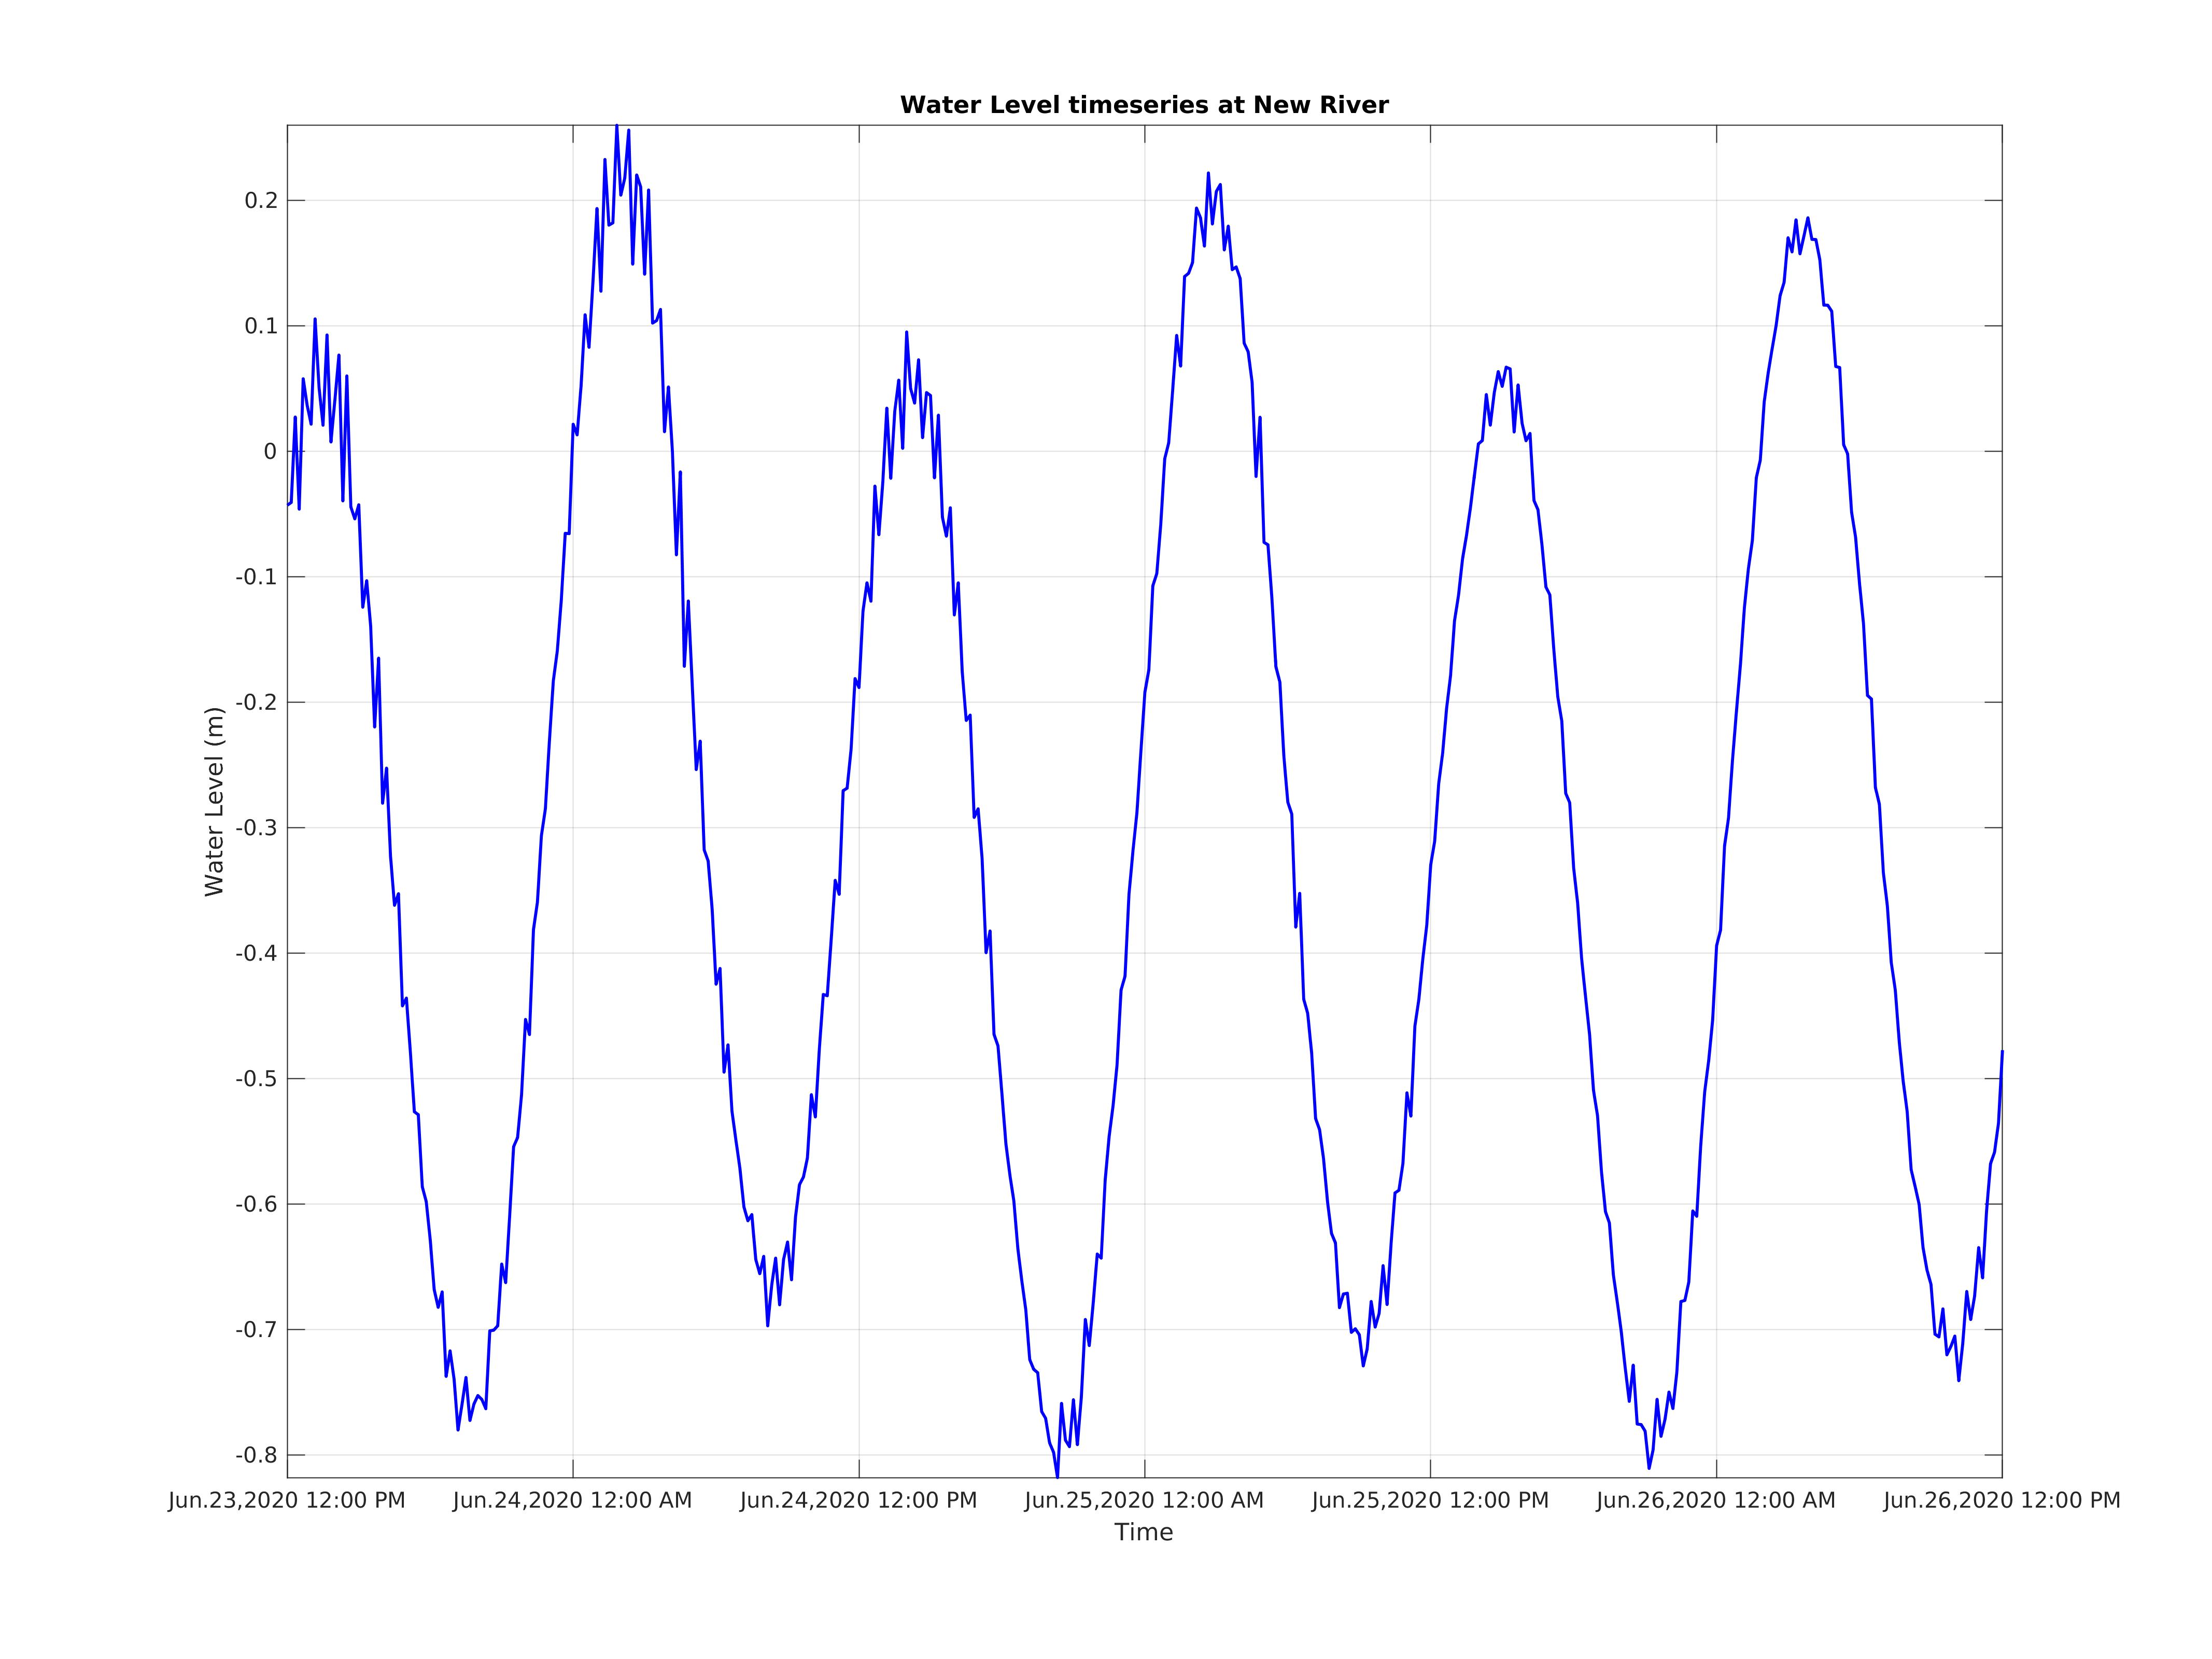 Water Level timeseries at New River
0.2
0.1
0
-0.1
-0.2
-0.3
-0.4
-0.5
-0.6
-0.7
-0.8
Water Level (m)
Jun.23,2020 12:00 PM
Jun.24,2020 12:00 AM
Jun.24,2020 12:00 PM
Jun.25,2020 12:00 AM
Jun.25,2020 12:00 PM
Jun.26,2020 12:00 AM
Jun.26,2020 12:00 PM
Time